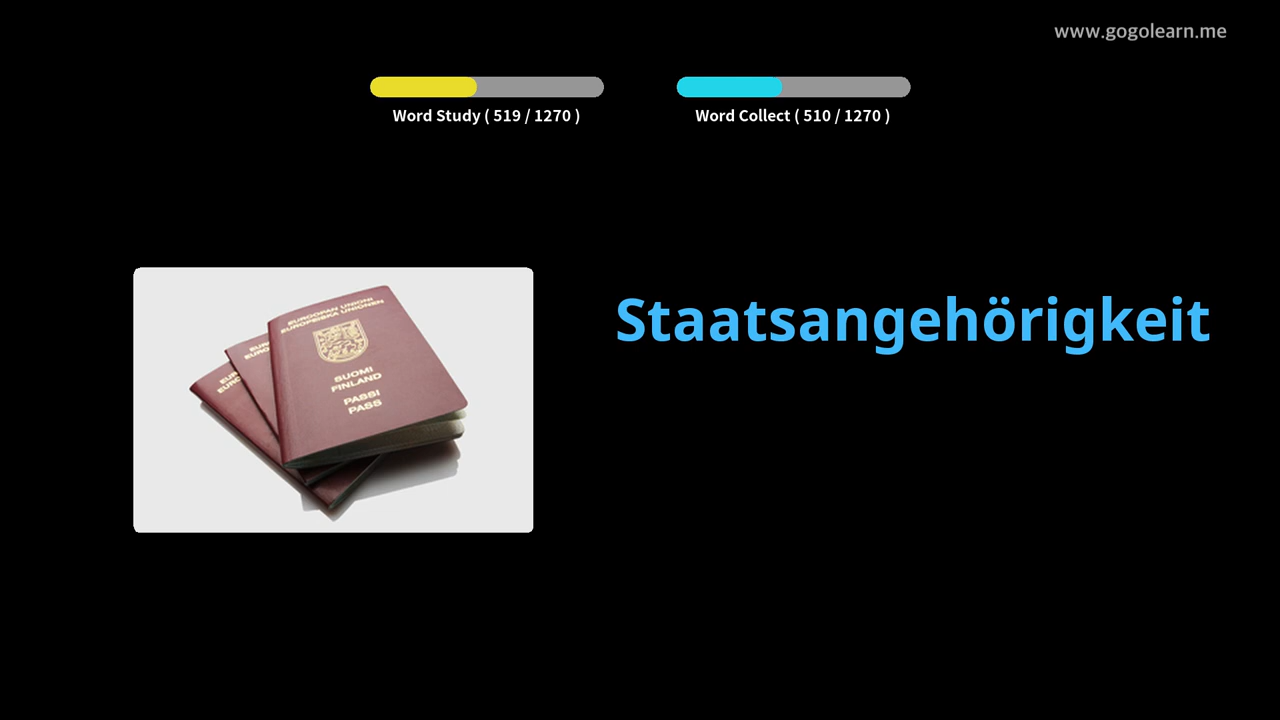 www.gogolearn.me
Word Study ( 519 / 1270 )
Word Collect ( 510 / 1270 )
Staatsangehörigkeit
EUROOPAN UNIONI
EUROPEISKA UNIONEN
SUOMI
FINLAND
PASSI
PASS